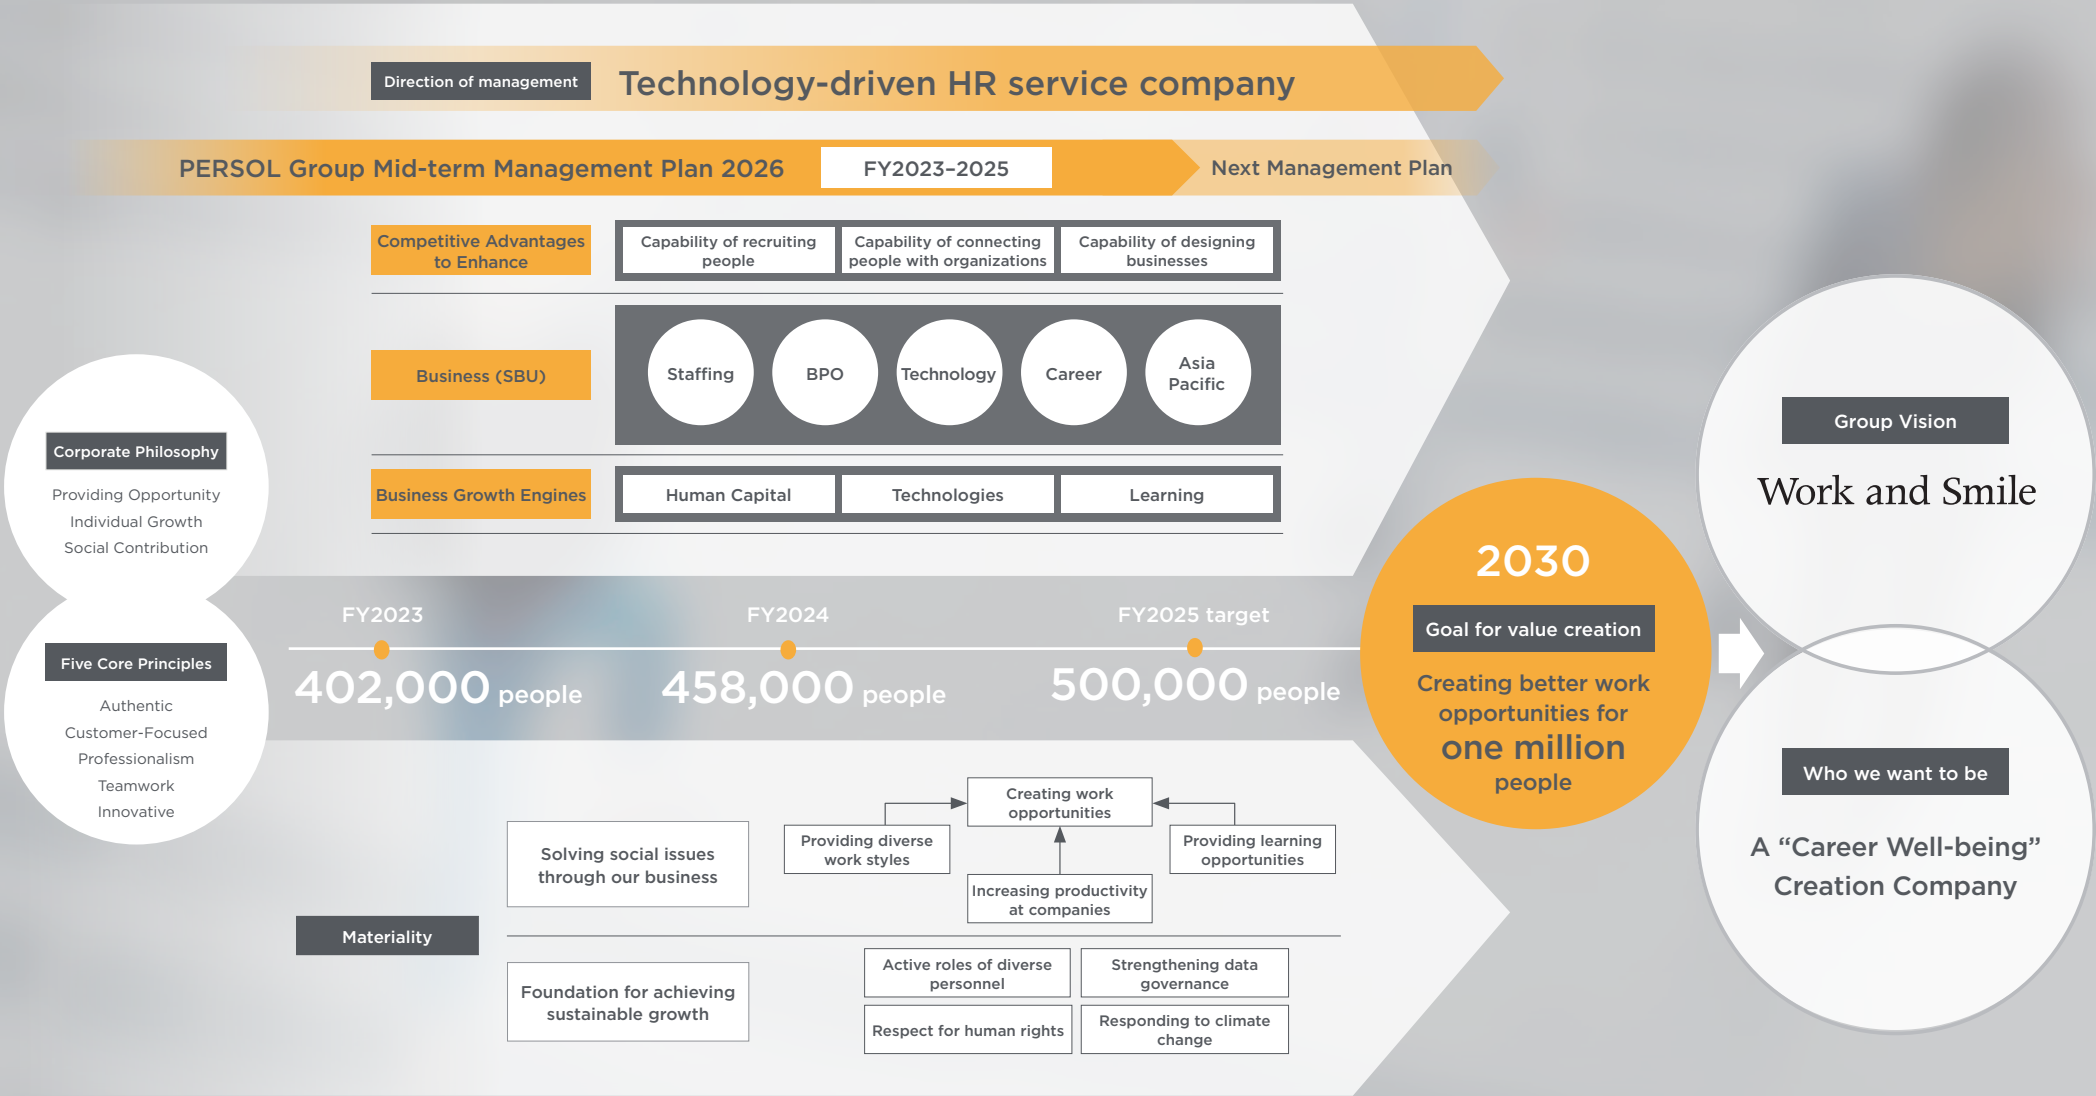 Direction of management
Technology-driven HR service company
PERSOL Group Mid-term Management Plan 2026
FY2023–2025
Next Management Plan
Competitive Advantages
to Enhance
Capability of recruiting
people
Capability of connecting
people with organizations
Capability of designing
businesses
Business (SBU)
Staffing
BPO
Technology
Career
Asia
Pacific
Business Growth Engines
Human Capital
Technologies
Learning
Corporate Philosophy
Providing Opportunity
Individual Growth
Social Contribution
Five Core Principles
Authentic
Customer-Focused
Professionalism
Teamwork
Innovative
FY2023
402,000 people
FY2024
458,000 people
FY2025 target
500,000 people
2030
Goal for value creation
Creating better work
opportunities for
one million
people
Group Vision
Work and Smile
Who we want to be
A “Career Well-being”
Creation Company
Materiality
Solving social issues
through our business
Creating work
opportunities
Providing diverse
work styles
Providing learning
opportunities
Increasing productivity
at companies
Foundation for achieving
sustainable growth
Active roles of diverse
personnel
Strengthening data
governance
Respect for human rights
Responding to climate
change